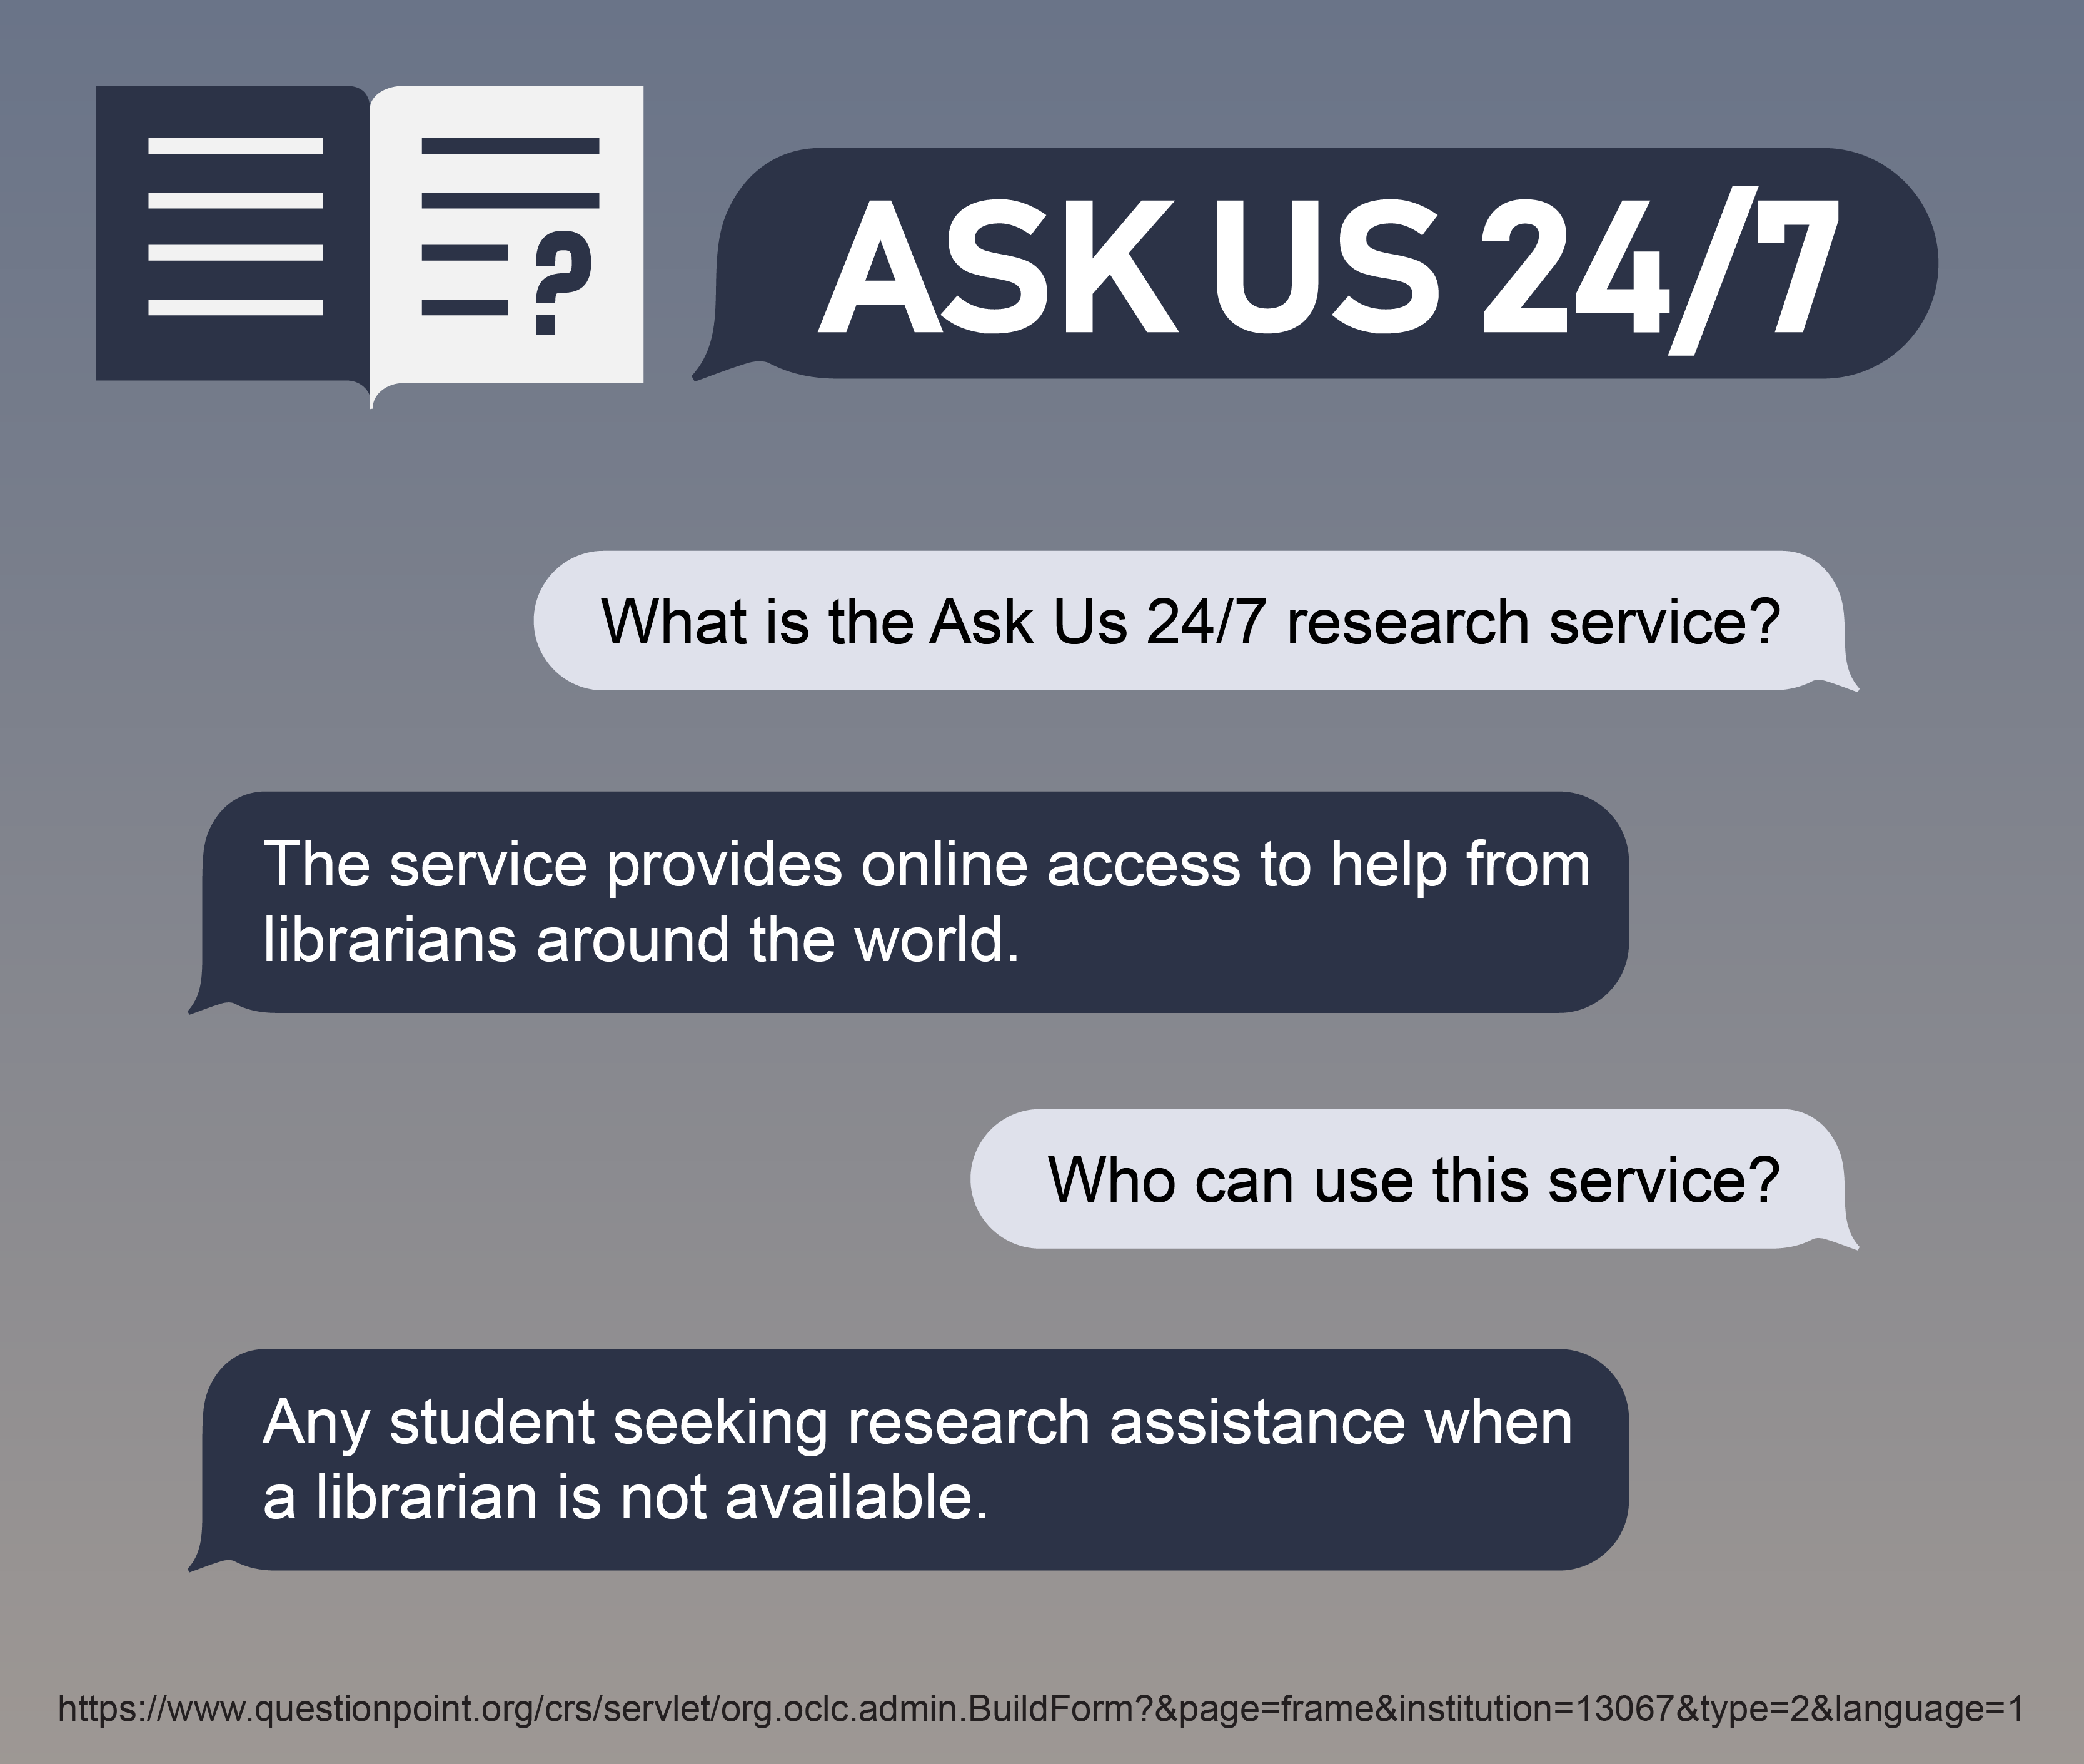 ?
ASK US 24/7
What is the Ask Us 24/7 research service?
The service provides online access to help from
librarians around the world.
Who can use this service?
Any student seeking research assistance when
a librarian is not available.
https://www.questionpoint.org/crs/servlet/org.oclc.admin.BuildForm?&page=frame&institution=13067&type=2&language=1